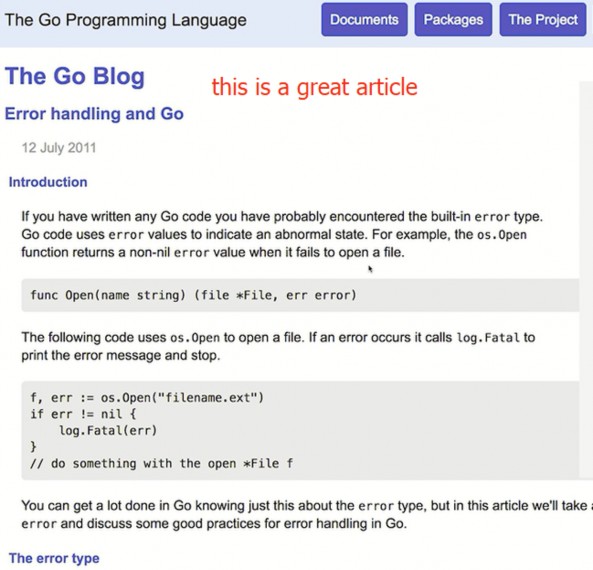 The Go Programming Language
Documents
Packages
The Project
The Go Blog
this is a great article
Error handling and Go
12 July 2011
Introduction
If you have written any Go code you have probably encountered the built-in error type.
Go code uses error values to indicate an abnormal state. For example, the os.Open
function returns a non-nil error value when it fails to open a file.
func Open(name string) (file *File, err error)
The following code uses os.Open to open a file. If an error occurs it calls log.Fatal to
print the error message and stop.
f, err := os.Open("filename.ext")
if err != nil {
    log.Fatal(err)
}
// do something with the open *File f
You can get a lot done in Go knowing just this about the error type, but in this article we'll take
error and discuss some good practices for error handling in Go.
The error type